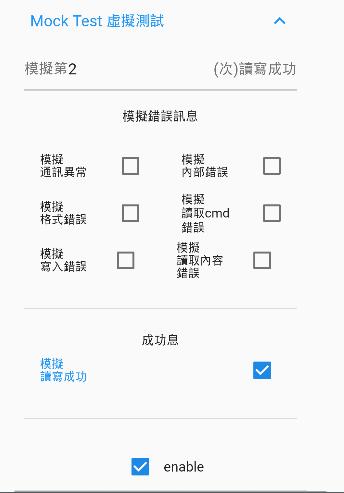 Mock Test 虛擬測試
模擬第2 (次)讀寫成功
模擬錯誤訊息
模擬
通訊異常
模擬
內部錯誤
模擬
格式錯誤
模擬
讀取cmd
錯誤
模擬
寫入錯誤
模擬
讀取內容
錯誤
成功息
模擬
讀寫成功
enable